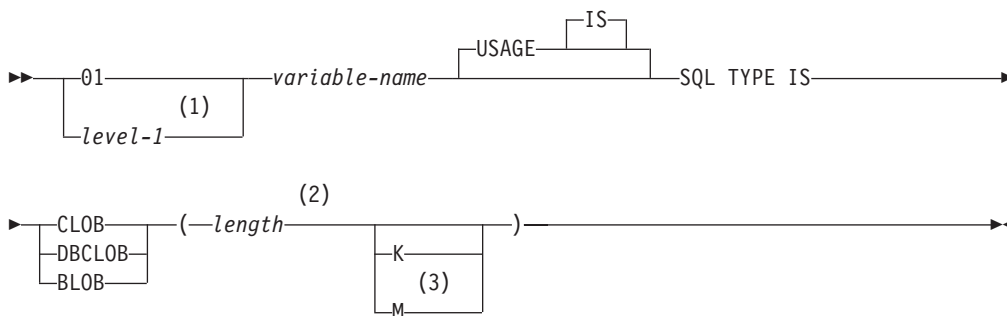 IS
USAGE
01 variable-name SQL TYPE IS
(1)
level-1
(2)
CLOB ( length )
DBCLOB K
BLOB (3)
M